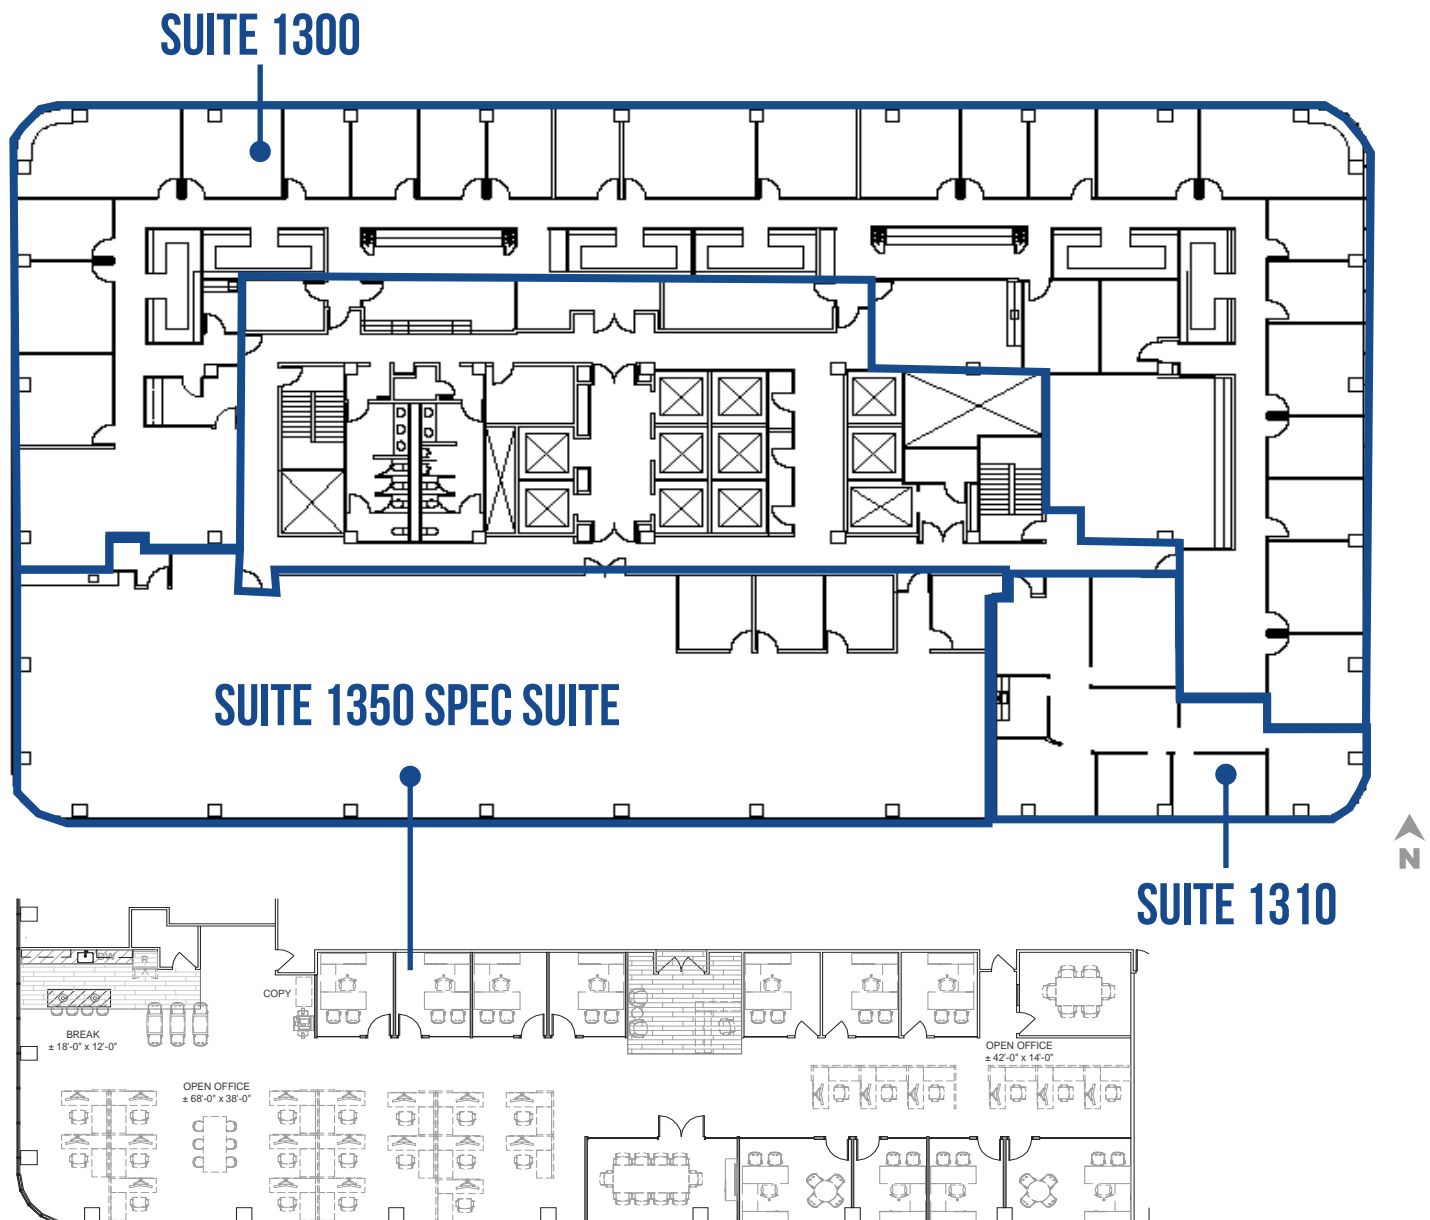 SUITE 1300
SUITE 1350 SPEC SUITE
N
SUITE 1310
DW
R
COPY
BREAK
± 18'-0" x 12'-0"
OPEN OFFICE
± 42'-0" x 14'-0"
OPEN OFFICE
± 68'-0" x 38'-0"